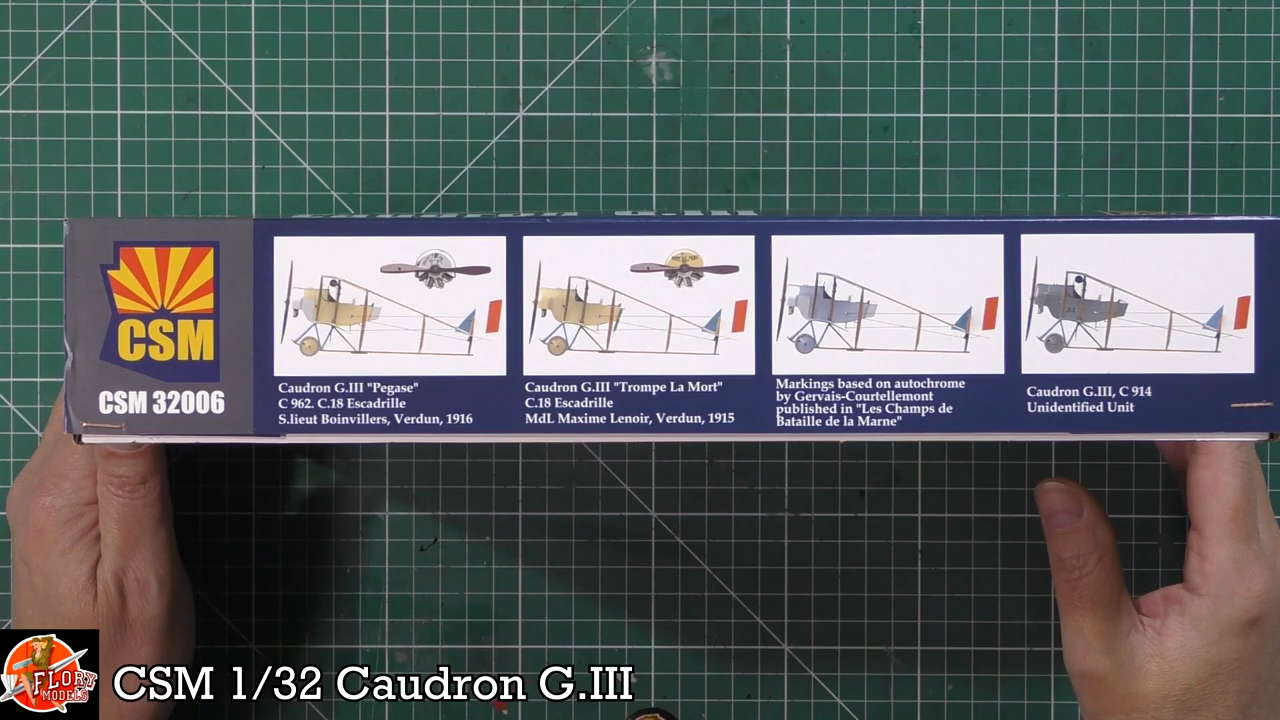 CSM
CSM 32006
Caudron G.III "Pegase"
C 962. C.18 Escadrille
S.lieut Boinvillers, Verdun, 1916
Caudron G.III "Trompe La Mort"
C.18 Escadrille
MdL Maxime Lenoir, Verdun, 1915
Markings based on autochrome
by Gervais-Courtellemont
published in "Les Champs de
Bataille de la Marne"
Caudron G.III, C 914
Unidentified Unit
FLORY
MODELS
CSM 1/32 Caudron G.III